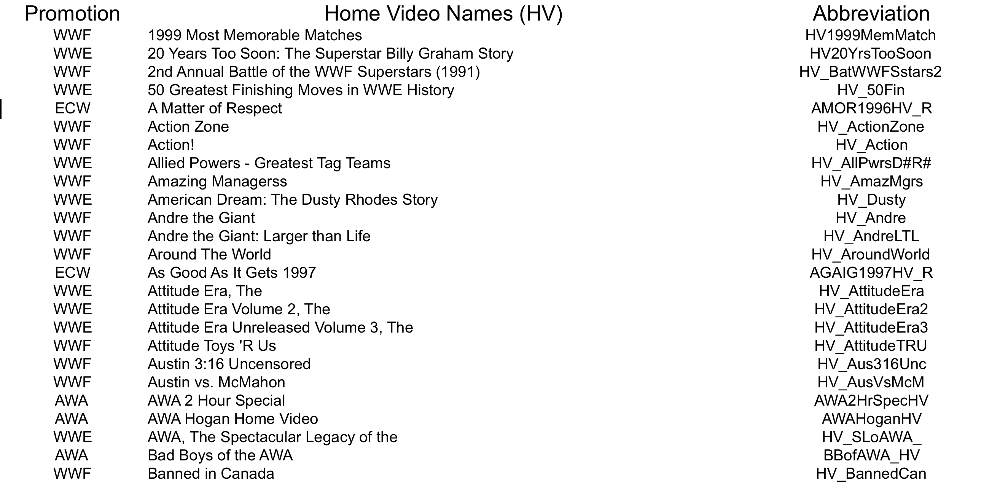 Promotion Home Video Names (HV) Abbreviation
WWF 1999 Most Memorable Matches HV1999MemMatch
WWE 20 Years Too Soon: The Superstar Billy Graham Story HV20YrsTooSoon
WWF 2nd Annual Battle of the WWF Superstars (1991) HV_BatWWFSstars2
WWE 50 Greatest Finishing Moves in WWE History HV_50Fin
ECW A Matter of Respect AMOR1996HV_R
WWF Action Zone HV_ActionZone
WWF Action! HV_Action
WWE Allied Powers - Greatest Tag Teams HV_AllPwrsD#R#
WWF Amazing Managerss HV_AmazMgrs
WWE American Dream: The Dusty Rhodes Story HV_Dusty
WWF Andre the Giant HV_Andre
WWF Andre the Giant: Larger than Life HV_AndreLTL
WWF Around The World HV_AroundWorld
ECW As Good As It Gets 1997 AGAIG1997HV_R
WWE Attitude Era, The HV_AttitudeEra
WWE Attitude Era Volume 2, The HV_AttitudeEra2
WWE Attitude Era Unreleased Volume 3, The HV_AttitudeEra3
WWF Attitude Toys 'R Us HV_AttitudeTRU
WWF Austin 3:16 Uncensored HV_Aus316Unc
WWF Austin vs. McMahon HV_AusVsMcM
AWA AWA 2 Hour Special AWA2HrSpecHV
AWA AWA Hogan Home Video AWAHoganHV
WWE AWA, The Spectacular Legacy of the HV_SLoAWA_
AWA Bad Boys of the AWA BBofAWA_HV
WWF Banned in Canada HV_BannedCan